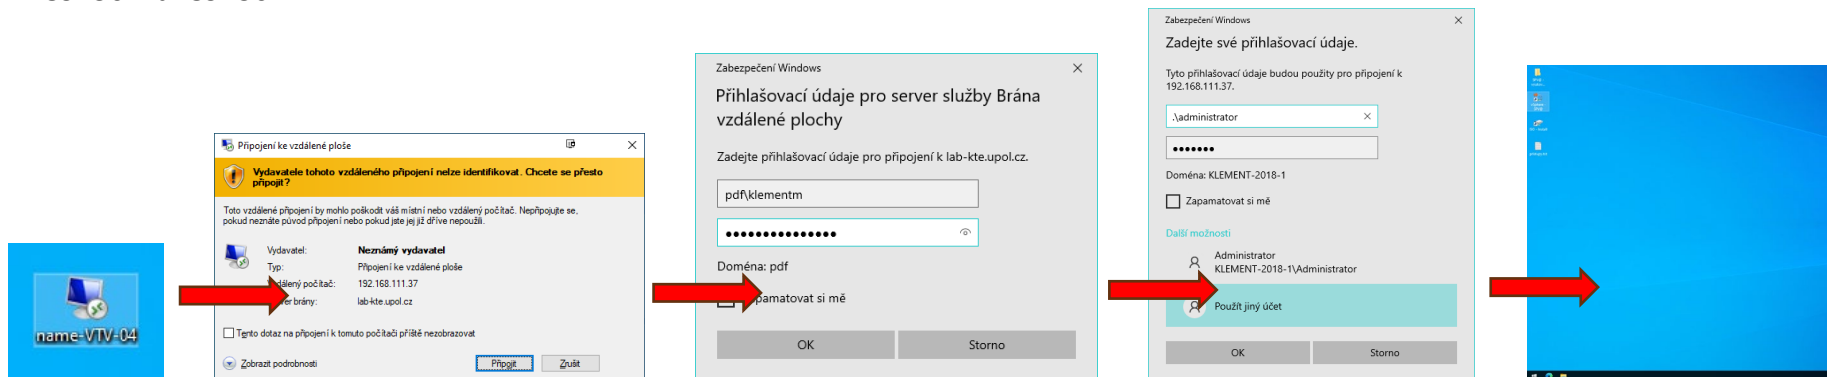 name-VTV-04
Připojení ke vzdálené ploše
Vydavatele tohoto vzdáleného připojení nelze identifikovat. Chcete se přesto
připojit?
Toto vzdálené připojení by mohlo poškodit váš místní nebo vzdálený počítač. Nepřipojujte se,
pokud neznáte původ připojení nebo pokud jste jej již dříve nepoužili.
Vydavatel: Neznámý vydavatel
Typ: Připojení ke vzdálené ploše
počítač: 192.168.111.37
brány: lab-kte.upol.cz
Tento dotaz na připojení k tomuto počítači příště nezobrazovat
Zobrazit podrobnosti
Připojit Zrušit
Zabezpečení Windows
Přihlašovací údaje pro server služby Brána
vzdálené plochy
Zadejte přihlašovací údaje pro připojení k lab-kte.upol.cz.
pdf\klementm
●●●●●●●●●●●●●●●
Doména: pdf
si mě
OK Storno
Zabezpečení Windows
Zadejte své přihlašovací údaje.
Tyto přihlašovací údaje budou použity pro připojení k
192.168.111.37.
.\administrator
●●●●●●●
Doména: KLEMENT-2018-1
Zapamatovat si mě
Další možnosti
Administrator
KLEMENT-2018-1\Administrator
Použít jiný účet
OK Storno